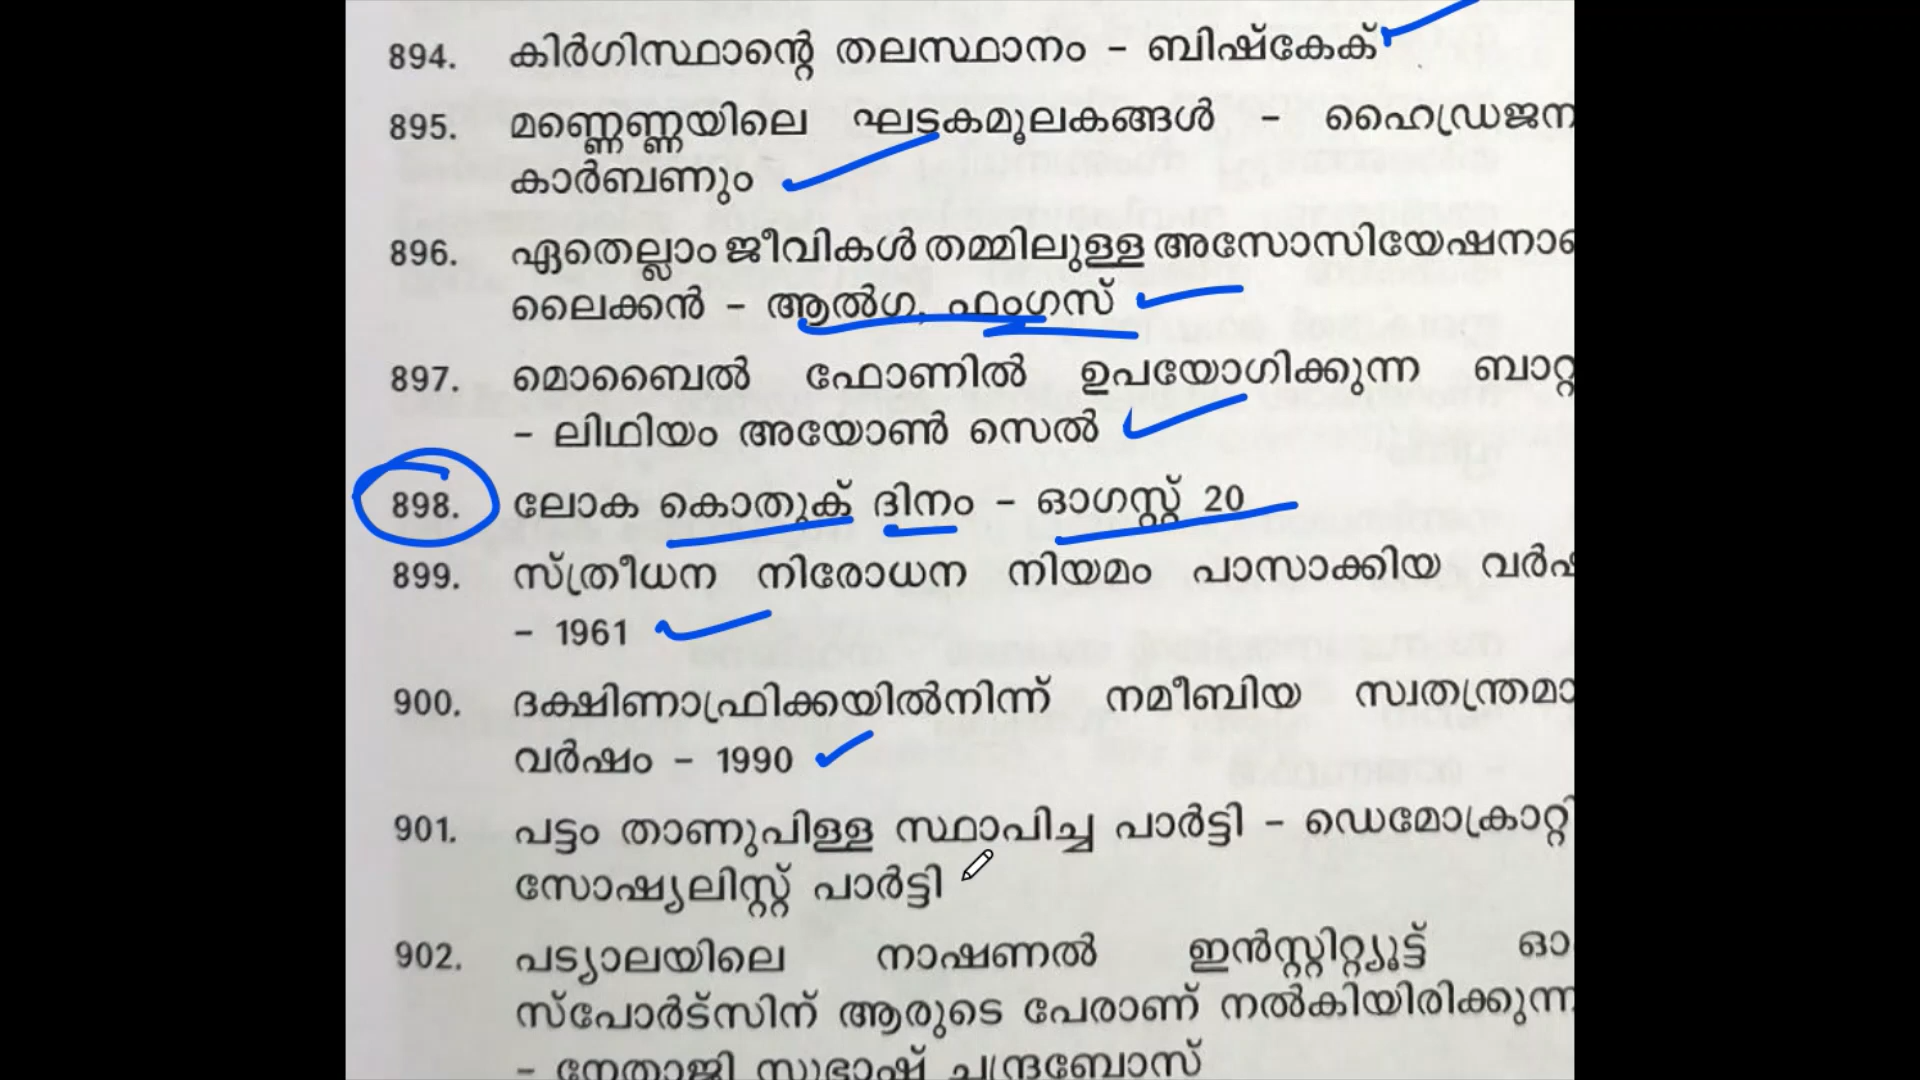 894. കിർഗിസ്ഥാന്റെ തലസ്ഥാനം - ബിഷ്കേക്
895. മണ്ണെണ്ണയിലെ ഘടകമൂലകങ്ങൾ - ഹൈഡ്രജന
കാർബണും
896. ഏതെല്ലാം ജീവികൾ തമ്മിലുള്ള അസോസിയേഷനാണ
ലൈക്കൻ - ആൽഗ, ഫംഗസ്
897. മൊബൈൽ ഫോണിൽ ഉപയോഗിക്കുന്ന ബാറ്റ
- ലിഥിയം അയോൺ സെൽ
898. ലോക കൊതുക് ദിനം - ഓഗസ്റ്റ് 20
899. സ്ത്രീധന നിരോധന നിയമം പാസാക്കിയ വർഷ
- 1961
900. ദക്ഷിണാഫ്രിക്കയിൽനിന്ന് നമീബിയ സ്വതന്ത്രമാ
വർഷം - 1990
901. പട്ടം താണുപിള്ള സ്ഥാപിച്ച പാർട്ടി - ഡെമോക്രാറ്റി
സോഷ്യലിസ്റ്റ് പാർട്ടി
902. പട്യാലയിലെ നാഷണൽ ഇൻസ്റ്റിറ്റ്യൂട്ട് ഓ
സ്പോർട്സിന് ആരുടെ പേരാണ് നൽകിയിരിക്കുന്ന
- നേതാജി സുഭാഷ് ചന്ദ്രബോസ്